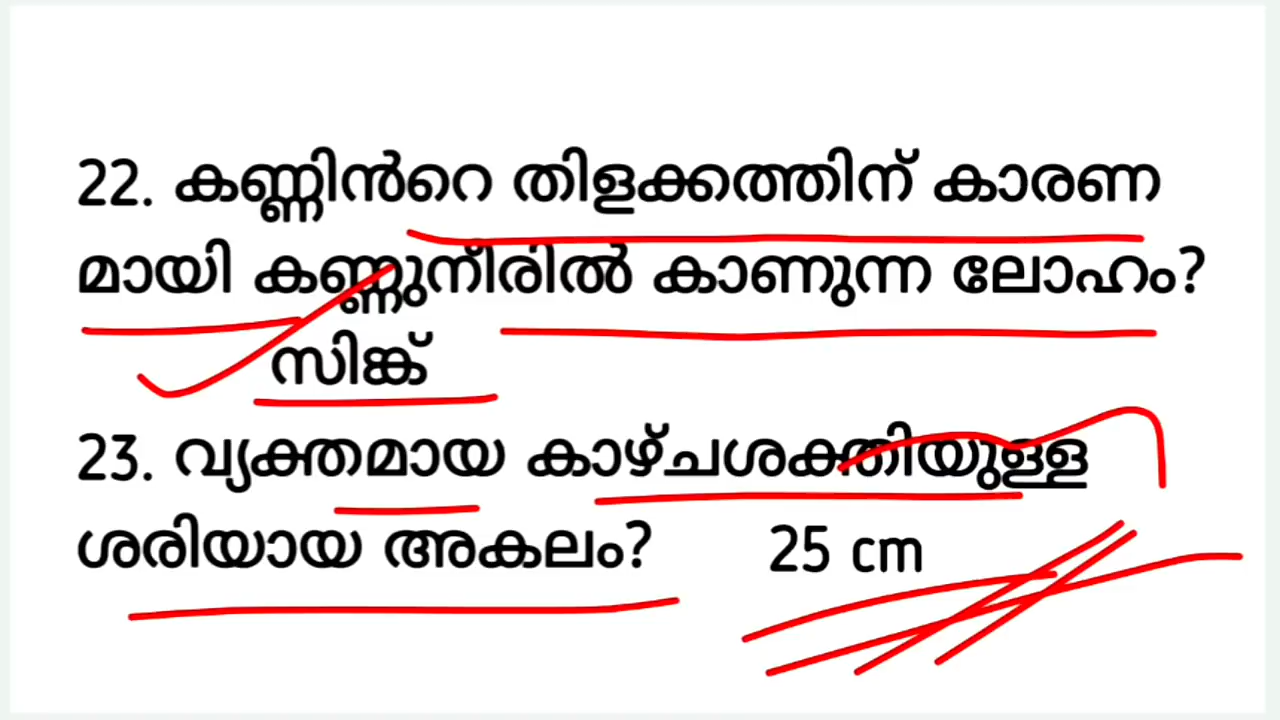 22. കണ്ണിൻറെ തിളക്കത്തിന് കാരണ
മായി കണ്ണുനീരിൽ കാണുന്ന ലോഹം?
സിങ്ക്
23. വ്യക്തമായ കാഴ്ചശക്തിയുള്ള
ശരിയായ അകലം? 25 cm